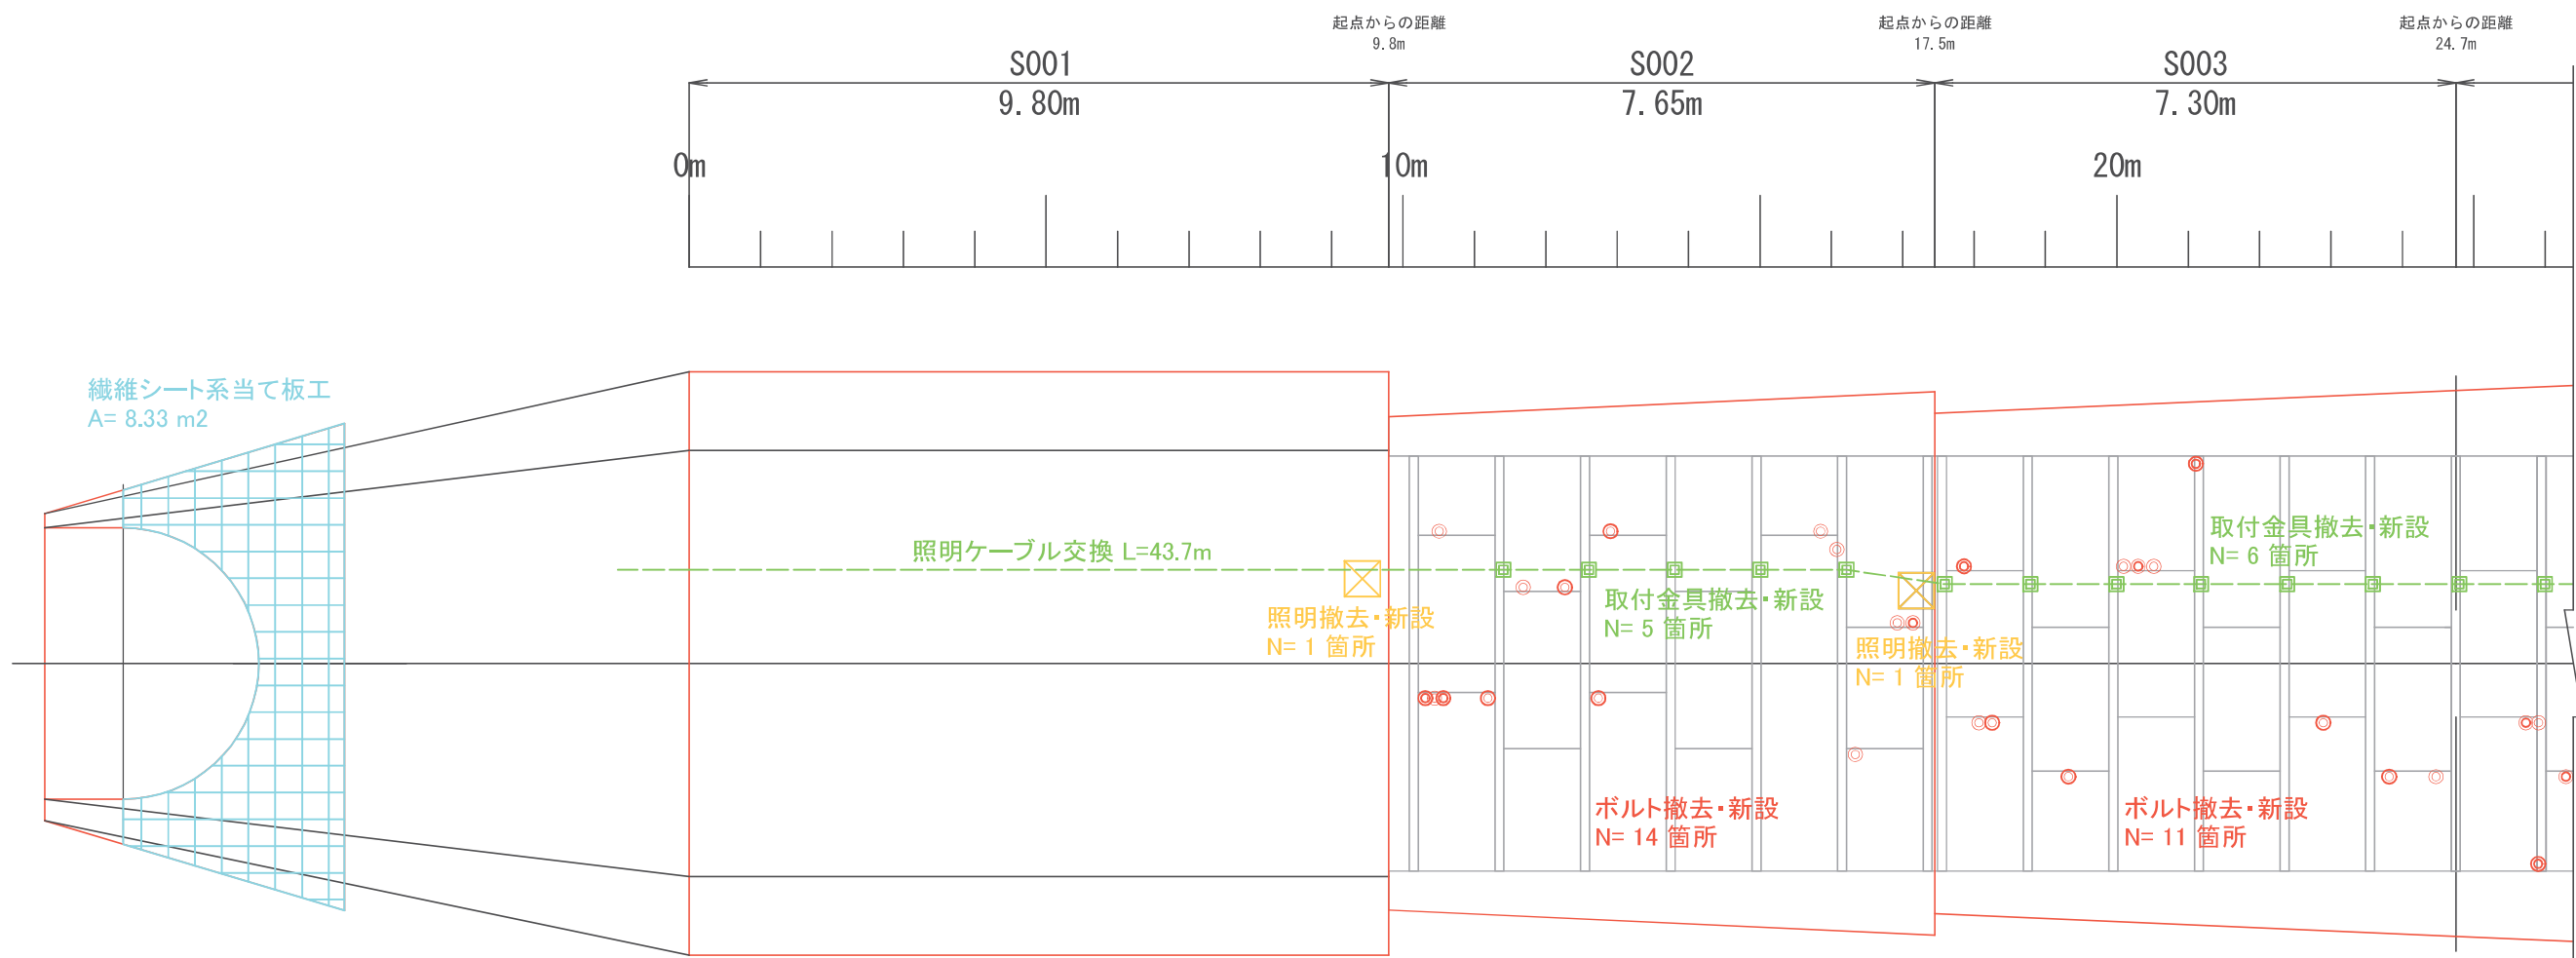 起点からの距離
9.8m
起点からの距離
17.5m
起点からの距離
24.7m
S001
9.80m
S002
7.65m
S003
7.30m
0m
10m
20m
繊維シート系当て板工
A= 8.33 m2
照明ケーブル交換 L=43.7m
照明撤去・新設
N= 1 箇所
取付金具撤去・新設
N= 5 箇所
照明撤去・新設
N= 1 箇所
取付金具撤去・新設
N= 6 箇所
ボルト撤去・新設
N= 14 箇所
ボルト撤去・新設
N= 11 箇所